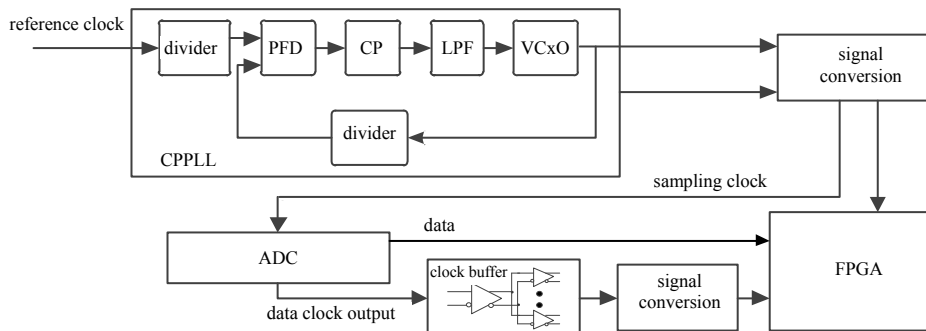 reference clock
divider
PFD
CP
LPF
VCxO
signal
conversion
divider
CPPLL
sampling clock
data
ADC
FPGA
clock buffer
signal
conversion
data clock output